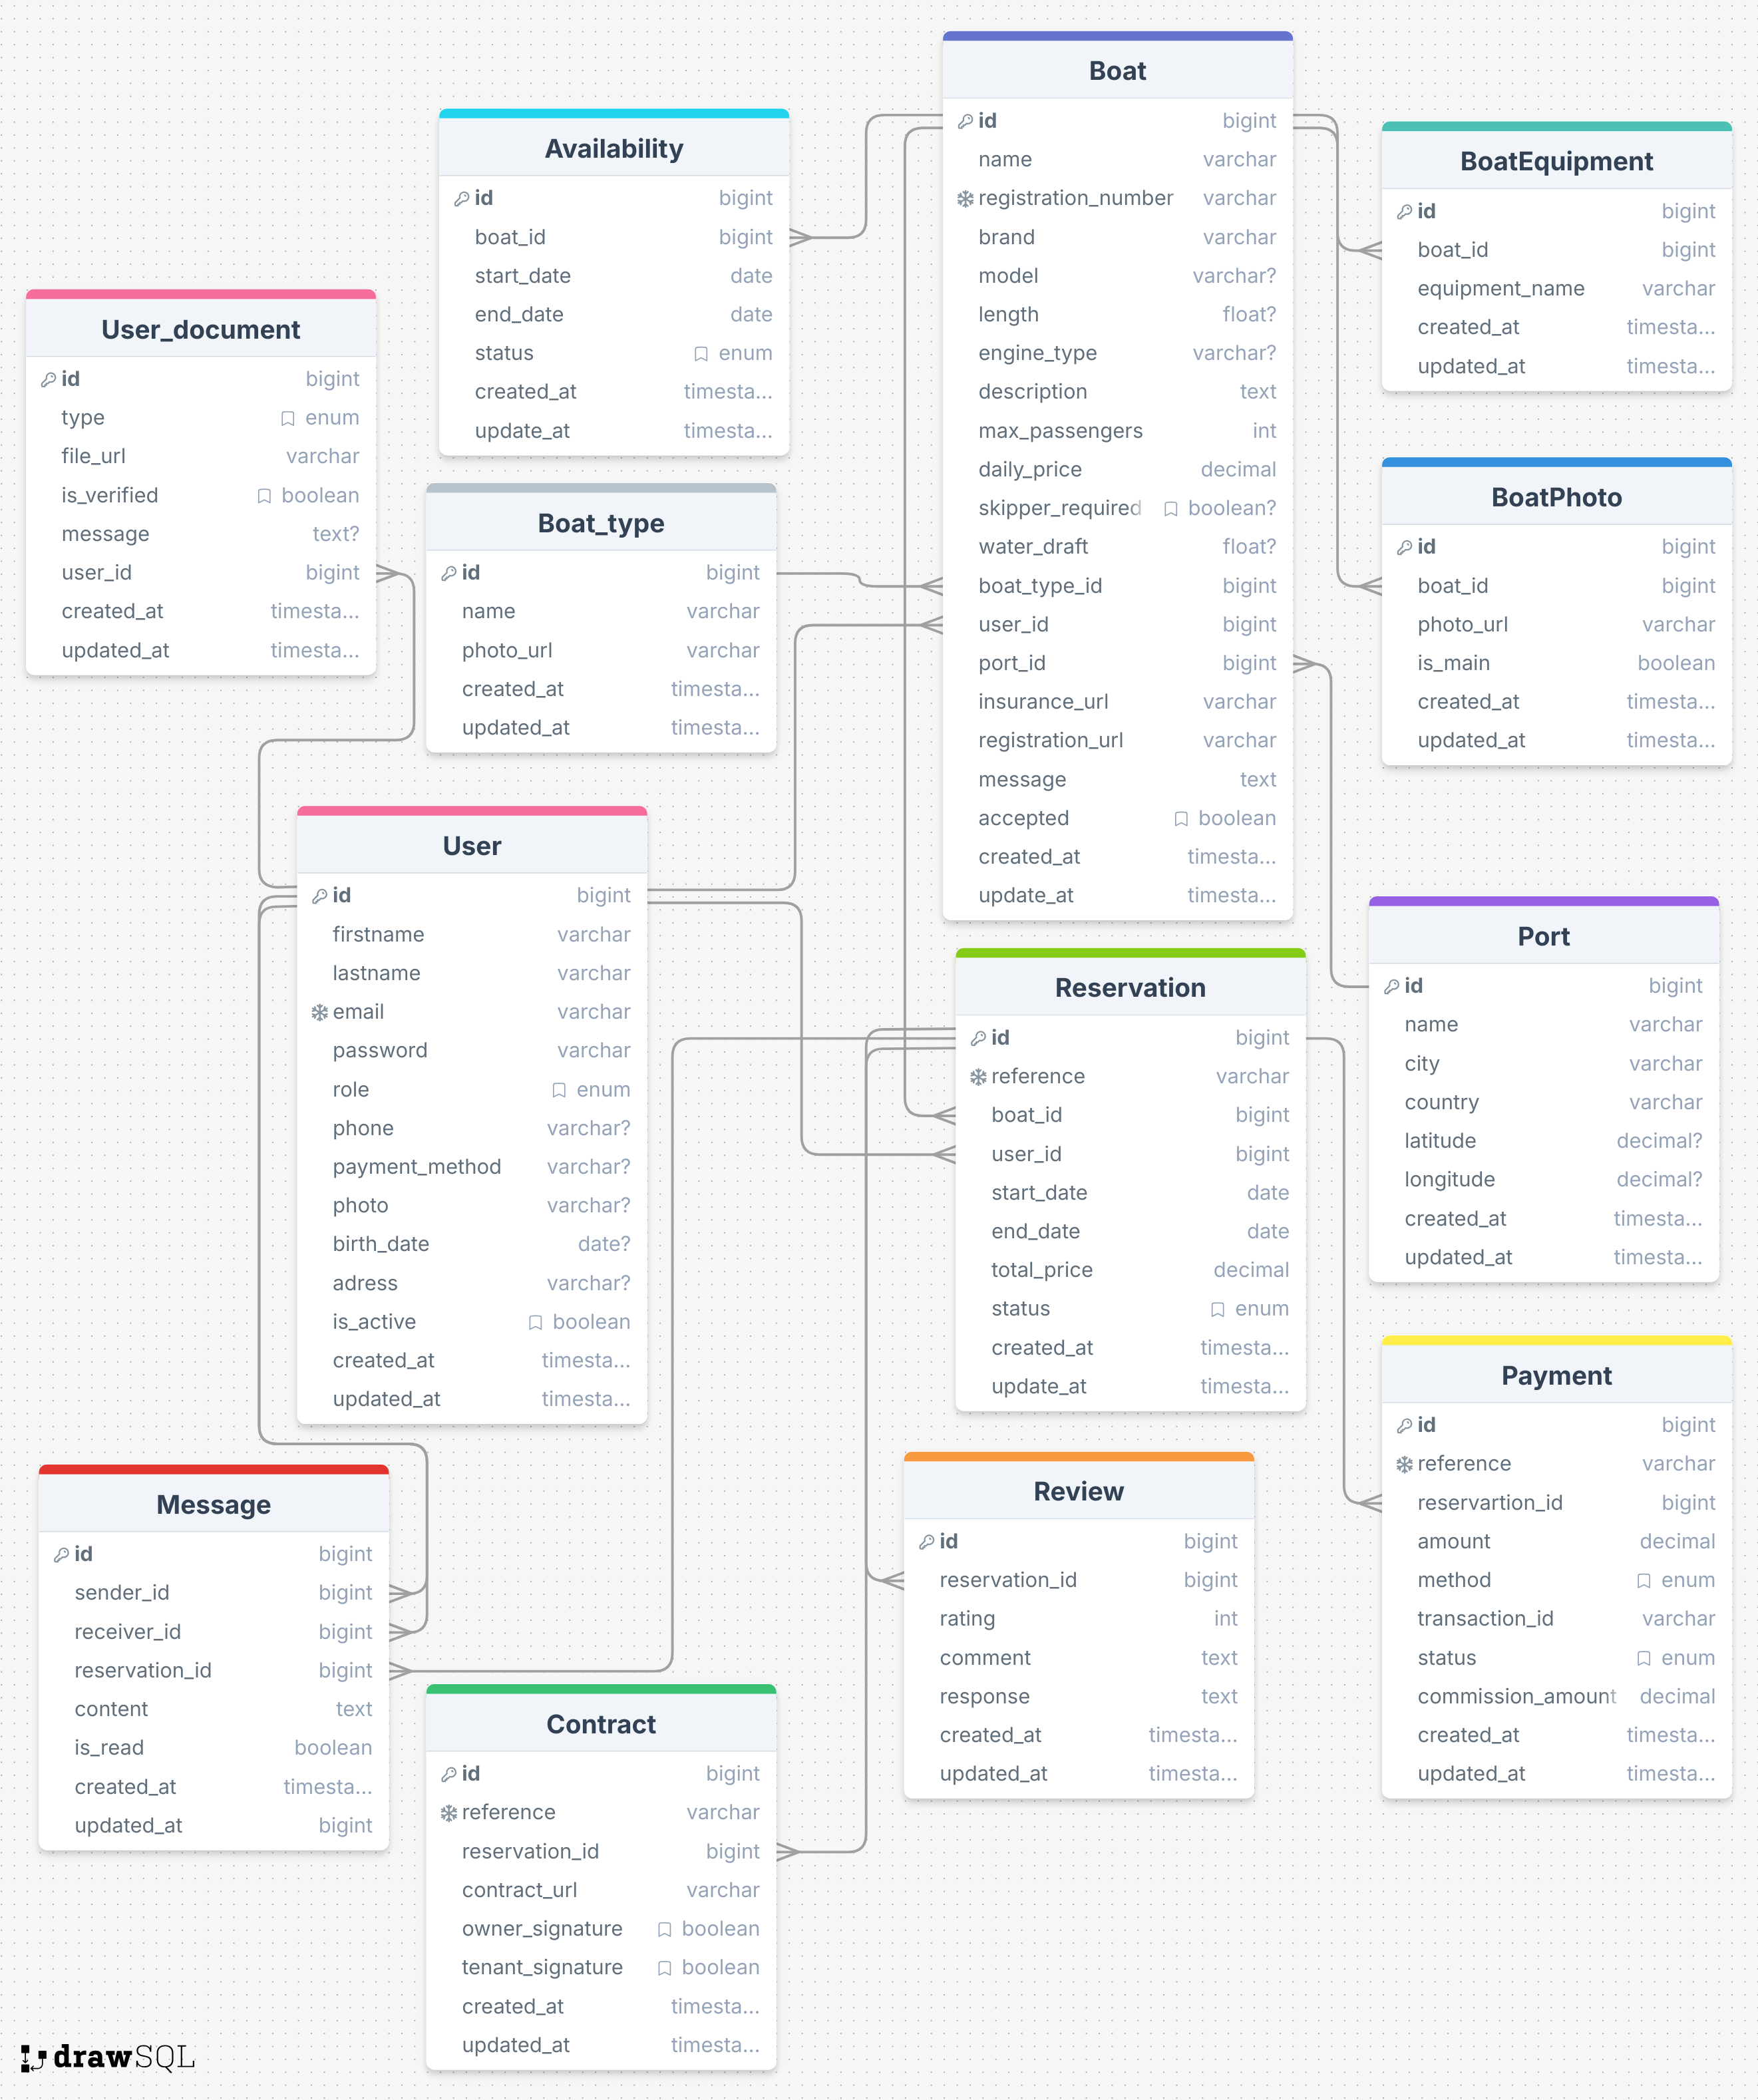 Boat
id bigint
name varchar
registration_number varchar
brand varchar
model varchar?
length float?
engine_type varchar?
description text
max_passengers int
daily_price decimal
skipper_required boolean?
water_draft float?
boat_type_id bigint
user_id bigint
port_id bigint
insurance_url varchar
registration_url varchar
message text
accepted boolean
created_at timesta...
update_at timesta...
Availability
id bigint
boat_id bigint
start_date date
end_date date
status enum
created_at timesta...
update_at timesta...
BoatEquipment
id bigint
boat_id bigint
equipment_name varchar
created_at timesta...
updated_at timesta...
User_document
id bigint
type enum
file_url varchar
is_verified boolean
message text?
user_id bigint
created_at timesta...
updated_at timesta...
Boat_type
id bigint
name varchar
photo_url varchar
created_at timesta...
updated_at timesta...
BoatPhoto
id bigint
boat_id bigint
photo_url varchar
is_main boolean
created_at timesta...
updated_at timesta...
User
id bigint
firstname varchar
lastname varchar
email varchar
password varchar
role enum
phone varchar?
payment_method varchar?
photo varchar?
birth_date date?
adress varchar?
is_active boolean
created_at timesta...
updated_at timesta...
Port
id bigint
name varchar
city varchar
country varchar
latitude decimal?
longitude decimal?
created_at timesta...
updated_at timesta...
Reservation
id bigint
reference varchar
boat_id bigint
user_id bigint
start_date date
end_date date
total_price decimal
status enum
created_at timesta...
update_at timesta...
Payment
id bigint
reference varchar
reservartion_id bigint
amount decimal
method enum
transaction_id varchar
status enum
commission_amount decimal
created_at timesta...
updated_at timesta...
Review
id bigint
reservation_id bigint
rating int
comment text
response text
created_at timesta...
updated_at timesta...
Message
id bigint
sender_id bigint
receiver_id bigint
reservation_id bigint
content text
is_read boolean
created_at timesta...
updated_at bigint
Contract
id bigint
reference varchar
reservation_id bigint
contract_url varchar
owner_signature boolean
tenant_signature boolean
created_at timesta...
updated_at timesta...
drawSQL